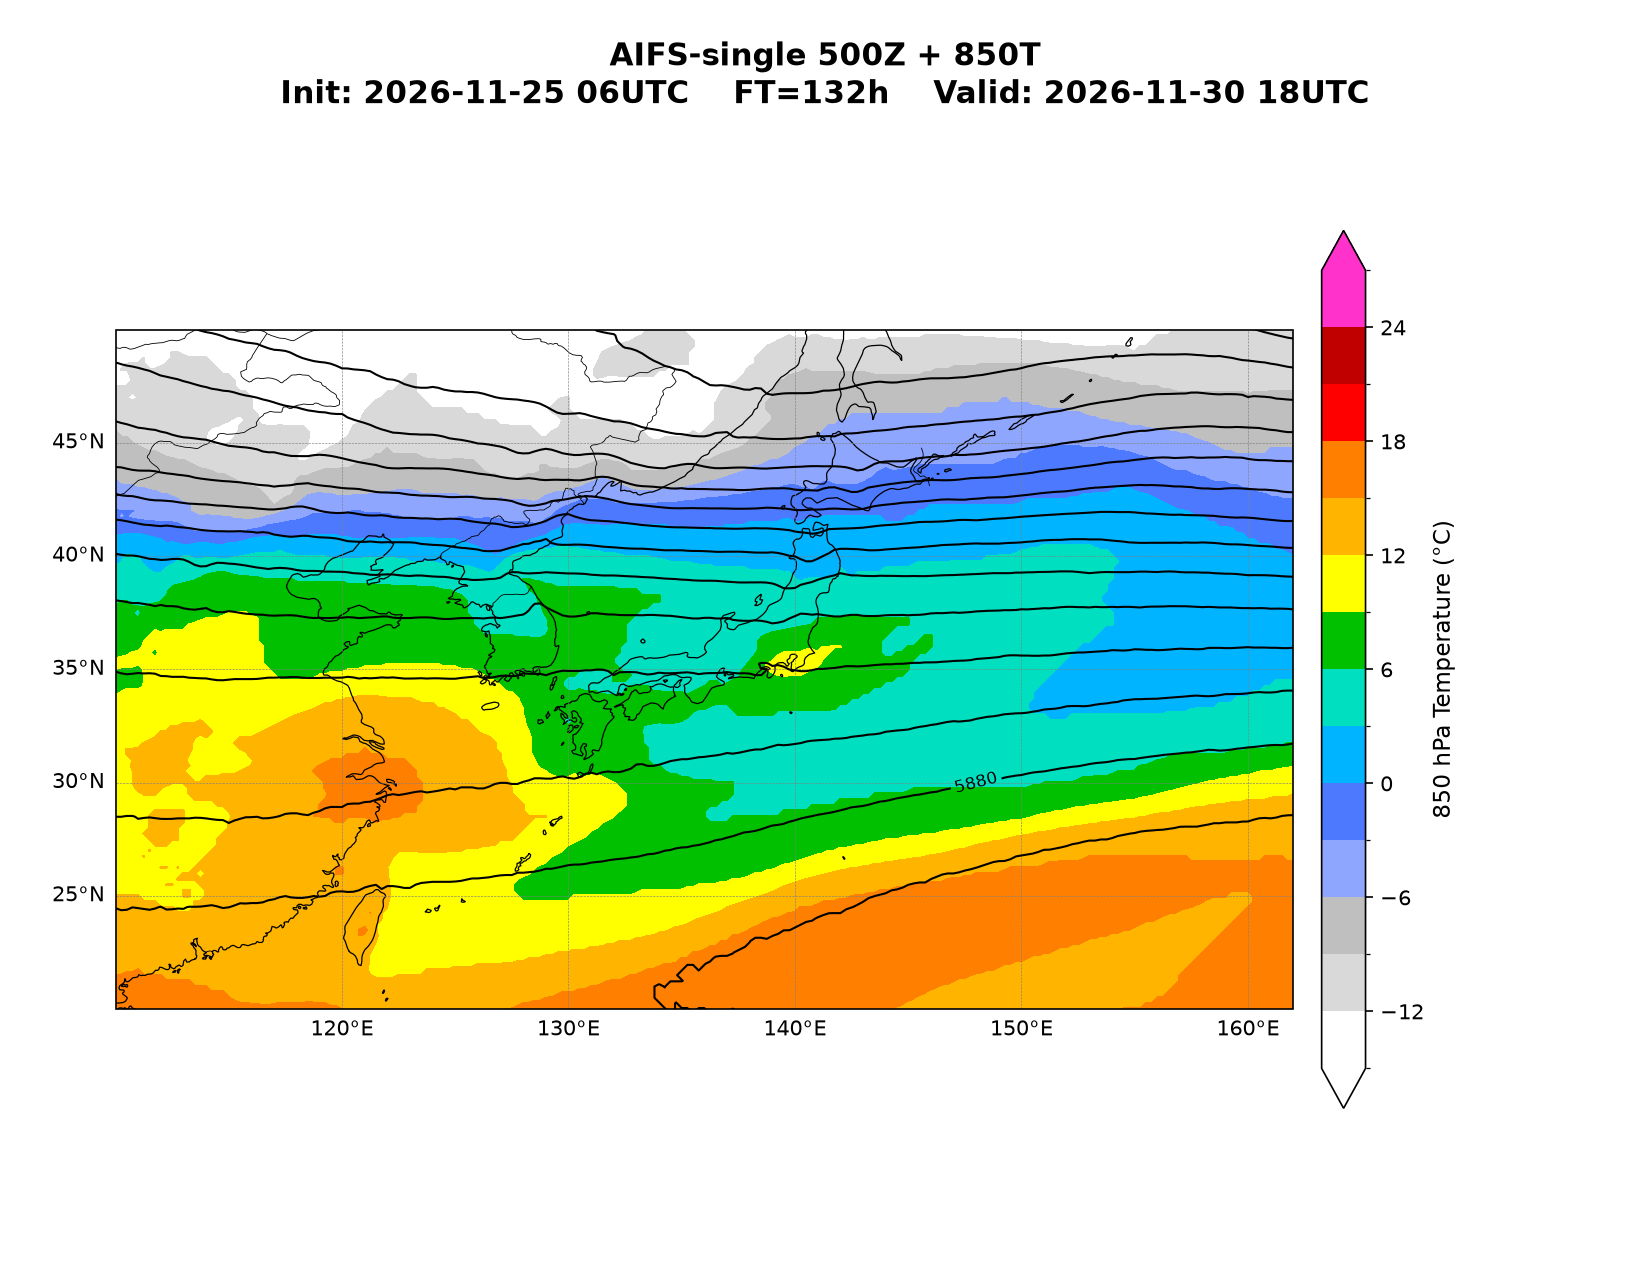 AIFS-single 500Z + 850T
Init: 2026-11-25 06UTC    FT=132h    Valid: 2026-11-30 18UTC
45°N
40°N
35°N
30°N
25°N
5880
120°E
130°E
140°E
150°E
160°E
24
18
12
6
0
−6
−12
850 hPa Temperature (°C)